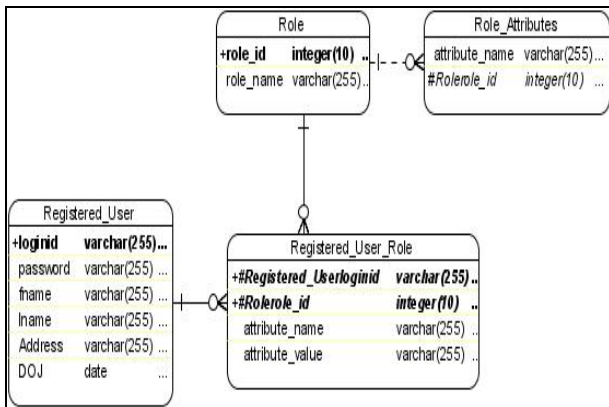 Role
+role_id integer(10) ..
role_name varchar(255)..
Role_Attributes
attribute_name varchar(255)...
#Rolerole_id integer(10) ...
Registered_User
+loginid varchar(255)...
password varchar(255) ...
fname varchar(255) ...
lname varchar(255) ...
Address varchar(255) ...
DOJ date ...
Registered_User_Role
+#Registered_Userloginid varchar(255)...
+#Rolerole_id integer(10) ..
attribute_name varchar(255) ..
attribute_value varchar(255) ..